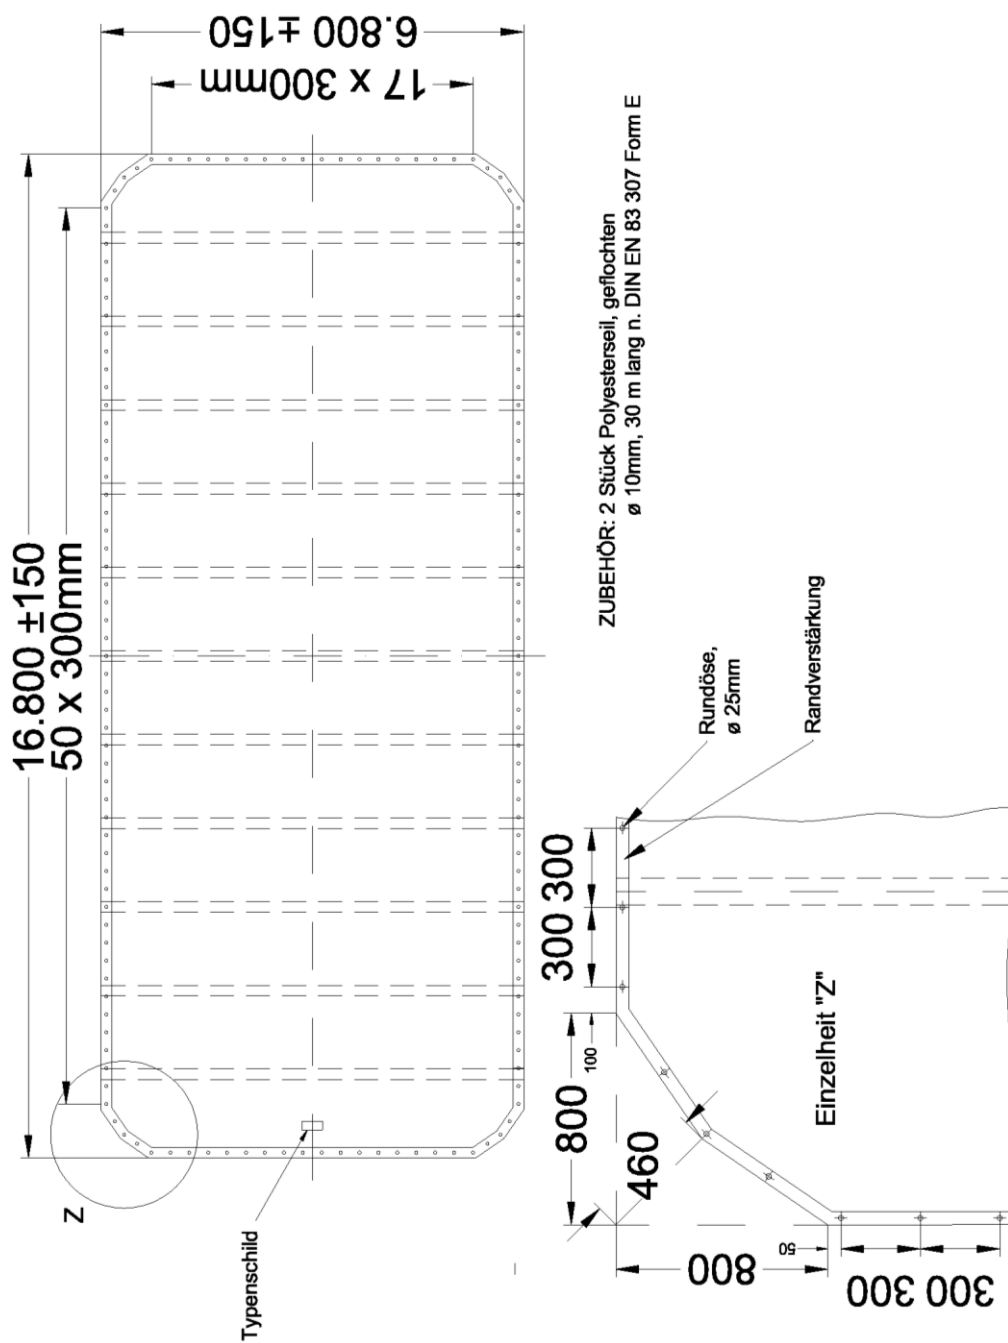 16.800 ±150
50 x 300mm
6.800 ± 150
17 x 300mm
Z
Typenschild
ZUBEHÖR: 2 Stück Polyesterseil, geflochten
ø 10mm, 30 m lang n. DIN EN 83 307 Form E
Rundöse,
ø 25mm
Randverstärkung
300 300
100
800
460
Einzelheit "Z"
800
50
300 300